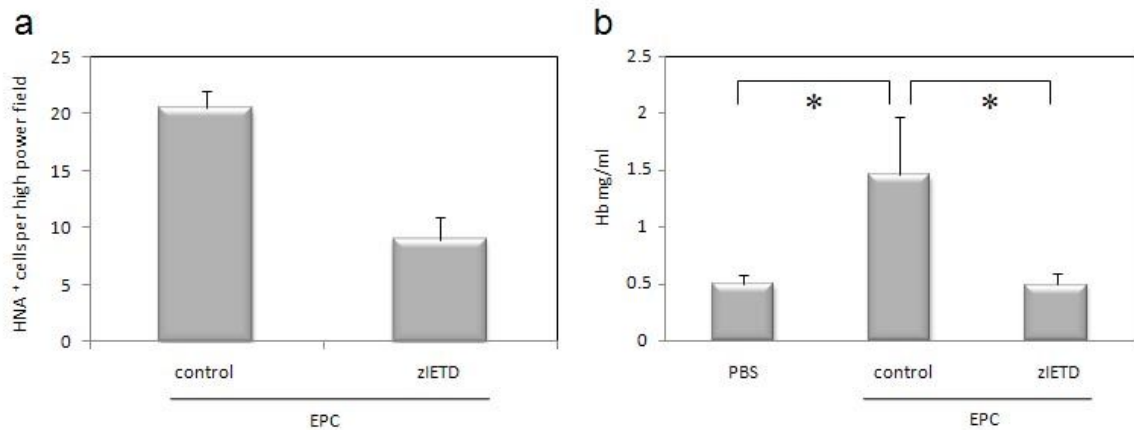 a
HNA + cells per high power field
25
20
15
10
5
0
control zIETD
EPC
b
Hb mg/ml
2.5
2
1.5
1
0.5
0
* *
PBS control zIETD
EPC